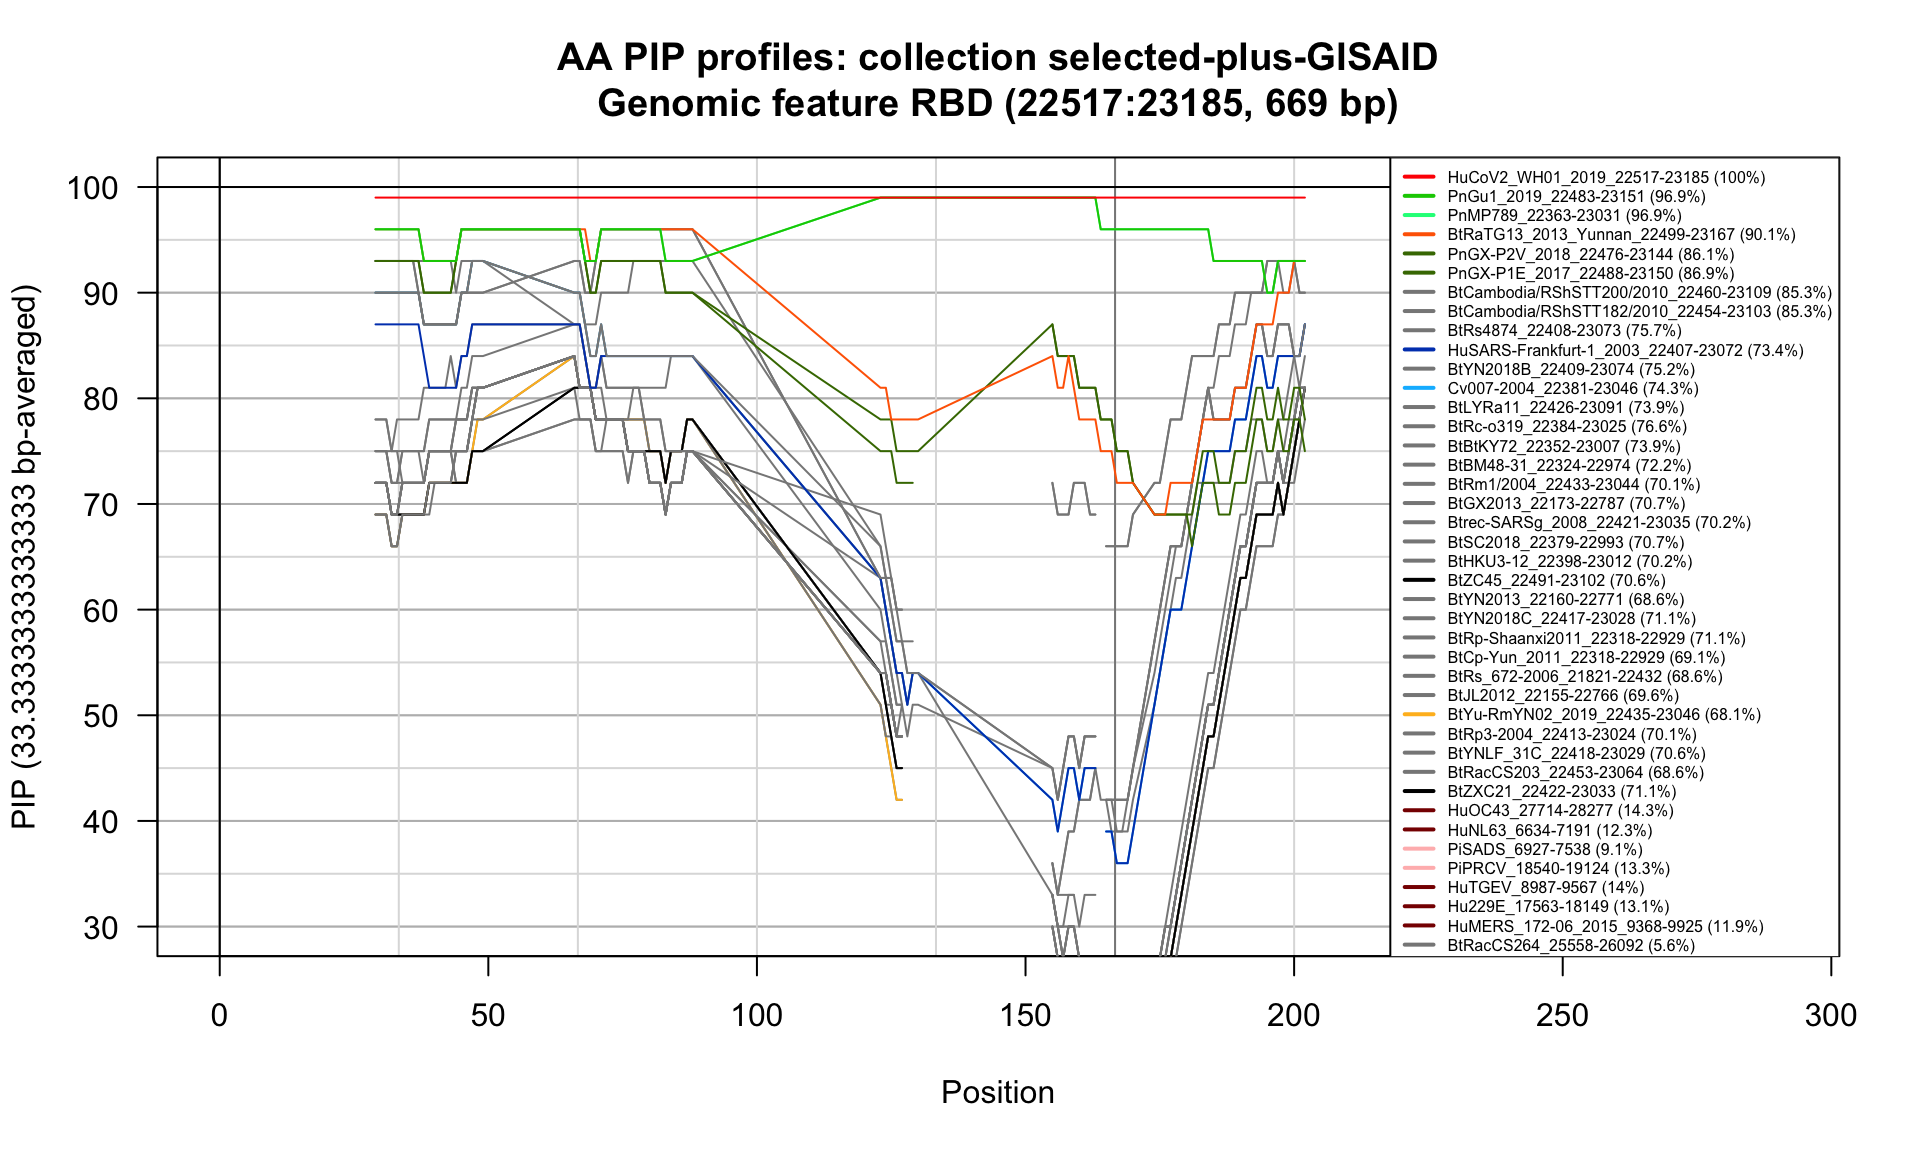 AA PIP profiles: collection selected-plus-GISAID
Genomic feature RBD (22517:23185, 669 bp)
PIP (33.3333333333333 bp-averaged)
100
90
80
70
60
50
40
30
0
50
100
150
200
250
300
Position
HuCoV2_WH01_2019_22517-23185 (100%)
PnGu1_2019_22483-23151 (96.9%)
PnMP789_22363-23031 (96.9%)
BtRaTG13_2013_Yunnan_22499-23167 (90.1%)
PnGX-P2V_2018_22476-23144 (86.1%)
PnGX-P1E_2017_22488-23150 (86.9%)
BtCambodia/RShSTT200/2010_22460-23109 (85.3%)
BtCambodia/RShSTT182/2010_22454-23103 (85.3%)
BtRs4874_22408-23073 (75.7%)
HuSARS-Frankfurt-1_2003_22407-23072 (73.4%)
BtYN2018B_22409-23074 (75.2%)
Cv007-2004_22381-23046 (74.3%)
BtLYRa11_22426-23091 (73.9%)
BtRc-o319_22384-23025 (76.6%)
BtBtKY72_22352-23007 (73.9%)
BtBM48-31_22324-22974 (72.2%)
BtRm1/2004_22433-23044 (70.1%)
BtGX2013_22173-22787 (70.7%)
Btrec-SARSg_2008_22421-23035 (70.2%)
BtSC2018_22379-22993 (70.7%)
BtHKU3-12_22398-23012 (70.2%)
BtZC45_22491-23102 (70.6%)
BtYN2013_22160-22771 (68.6%)
BtYN2018C_22417-23028 (71.1%)
BtRp-Shaanxi2011_22318-22929 (71.1%)
BtCp-Yun_2011_22318-22929 (69.1%)
BtRs_672-2006_21821-22432 (68.6%)
BtJL2012_22155-22766 (69.6%)
BtYu-RmYN02_2019_22435-23046 (68.1%)
BtRp3-2004_22413-23024 (70.1%)
BtYNLF_31C_22418-23029 (70.6%)
BtRacCS203_22453-23064 (68.6%)
BtZXC21_22422-23033 (71.1%)
HuOC43_27714-28277 (14.3%)
HuNL63_6634-7191 (12.3%)
PiSADS_6927-7538 (9.1%)
PiPRCV_18540-19124 (13.3%)
HuTGEV_8987-9567 (14%)
Hu229E_17563-18149 (13.1%)
HuMERS_172-06_2015_9368-9925 (11.9%)
BtRacCS264_25558-26092 (5.6%)